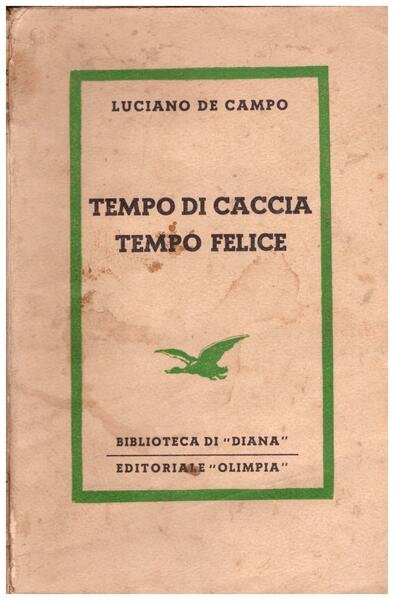 LUCIANO DE CAMPO
TEMPO DI CACCIA
TEMPO FELICE
BIBLIOTECA DI "DIANA"
EDITORIALE "OLIMPIA"